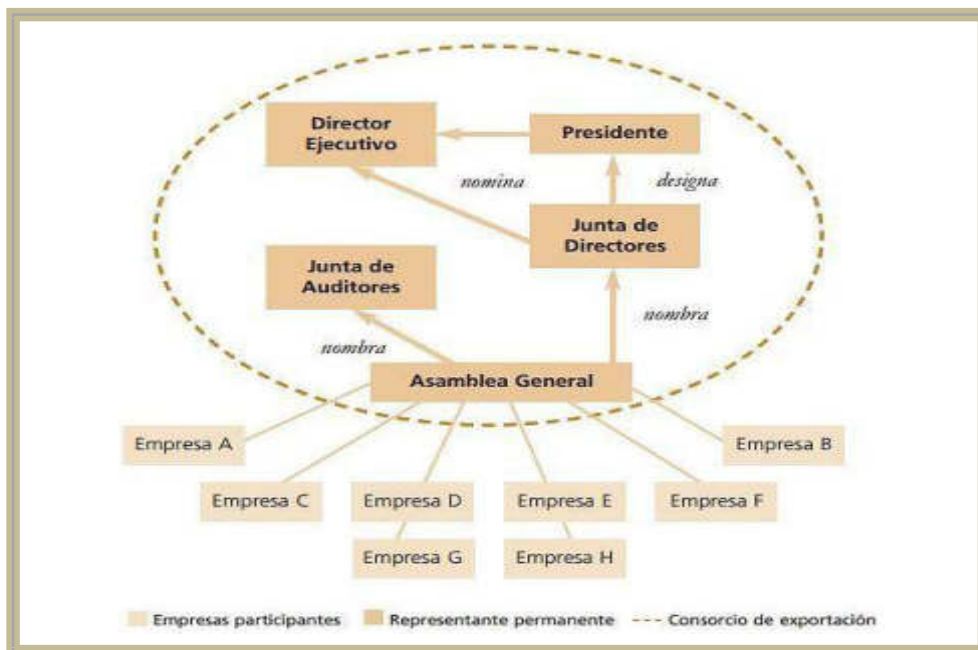 Director
Ejecutivo
Presidente
nomina
designa
Junta de
Directores
Junta de
Auditores
nombra
nombra
Asamblea General
Empresa A
Empresa B
Empresa C
Empresa D
Empresa E
Empresa F
Empresa G
Empresa H
Empresas participantes
Representante permanente
Consorcio de exportación